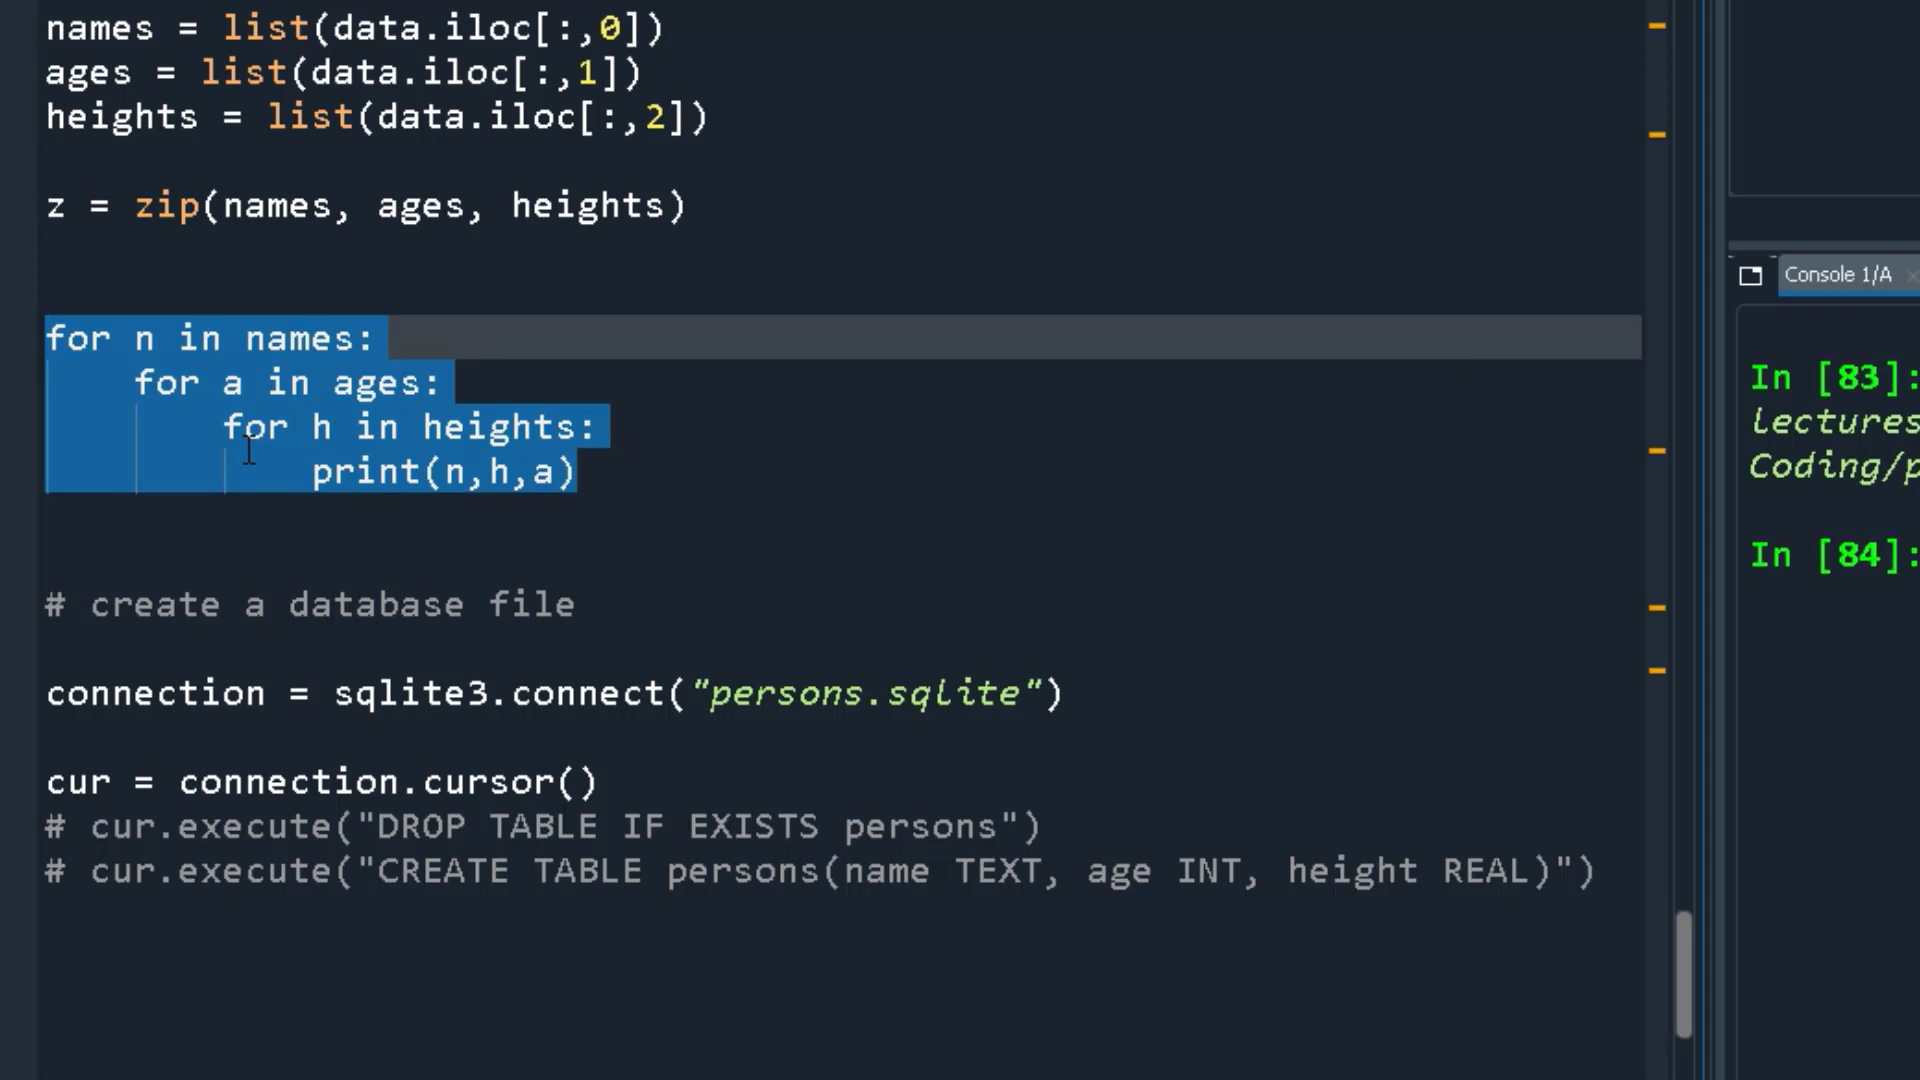 names = list(data.iloc[:,0])
ages = list(data.iloc[:,1])
heights = list(data.iloc[:,2])
z = zip(names, ages, heights)
for n in names:
    for a in ages:
        for h in heights:
            print(n,h,a)
# create a database file
connection = sqlite3.connect("persons.sqlite")
cur = connection.cursor()
# cur.execute("DROP TABLE IF EXISTS persons")
# cur.execute("CREATE TABLE persons(name TEXT, age INT, height REAL)")
Console 1/A
In [83]:
lectures
Coding/p
In [84]: